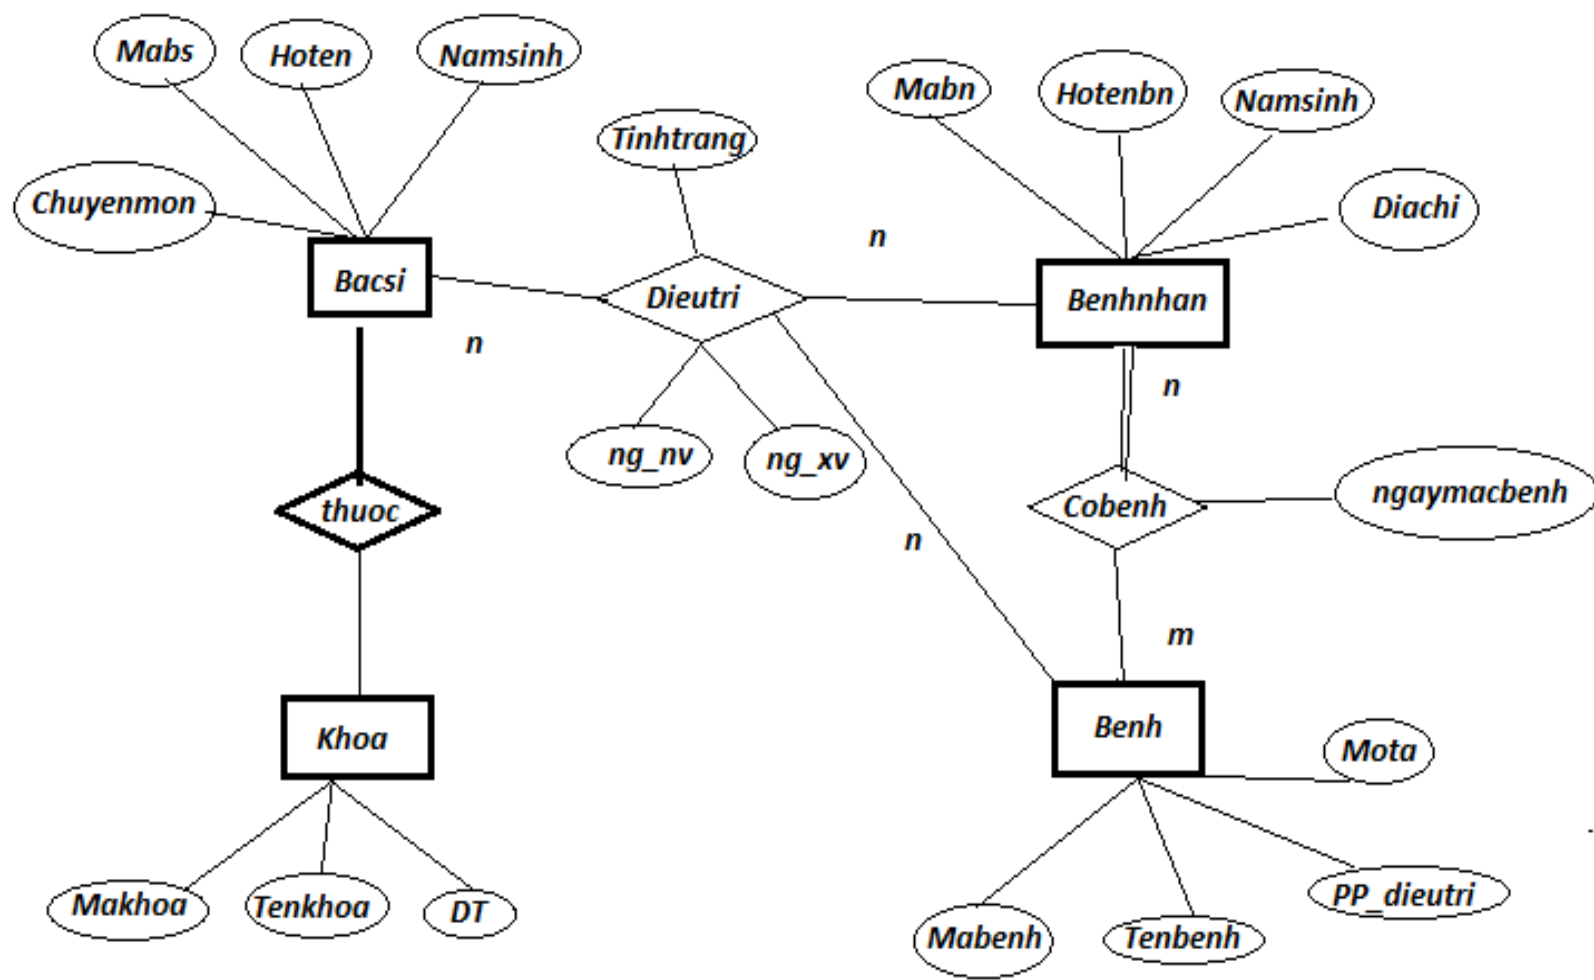 Mabs
Hoten
Namsinh
Mabn
Hotenbn
Namsinh
Tinhtrang
Chuyenmon
Diachi
n
Bacsi
Dieutri
Benhnhan
n
n
ng_nv
ng_xv
thuoc
Cobenh
ngaymacbenh
n
m
Khoa
Benh
Mota
Makhoa
Tenkhoa
DT
PP_dieutri
Mabenh
Tenbenh